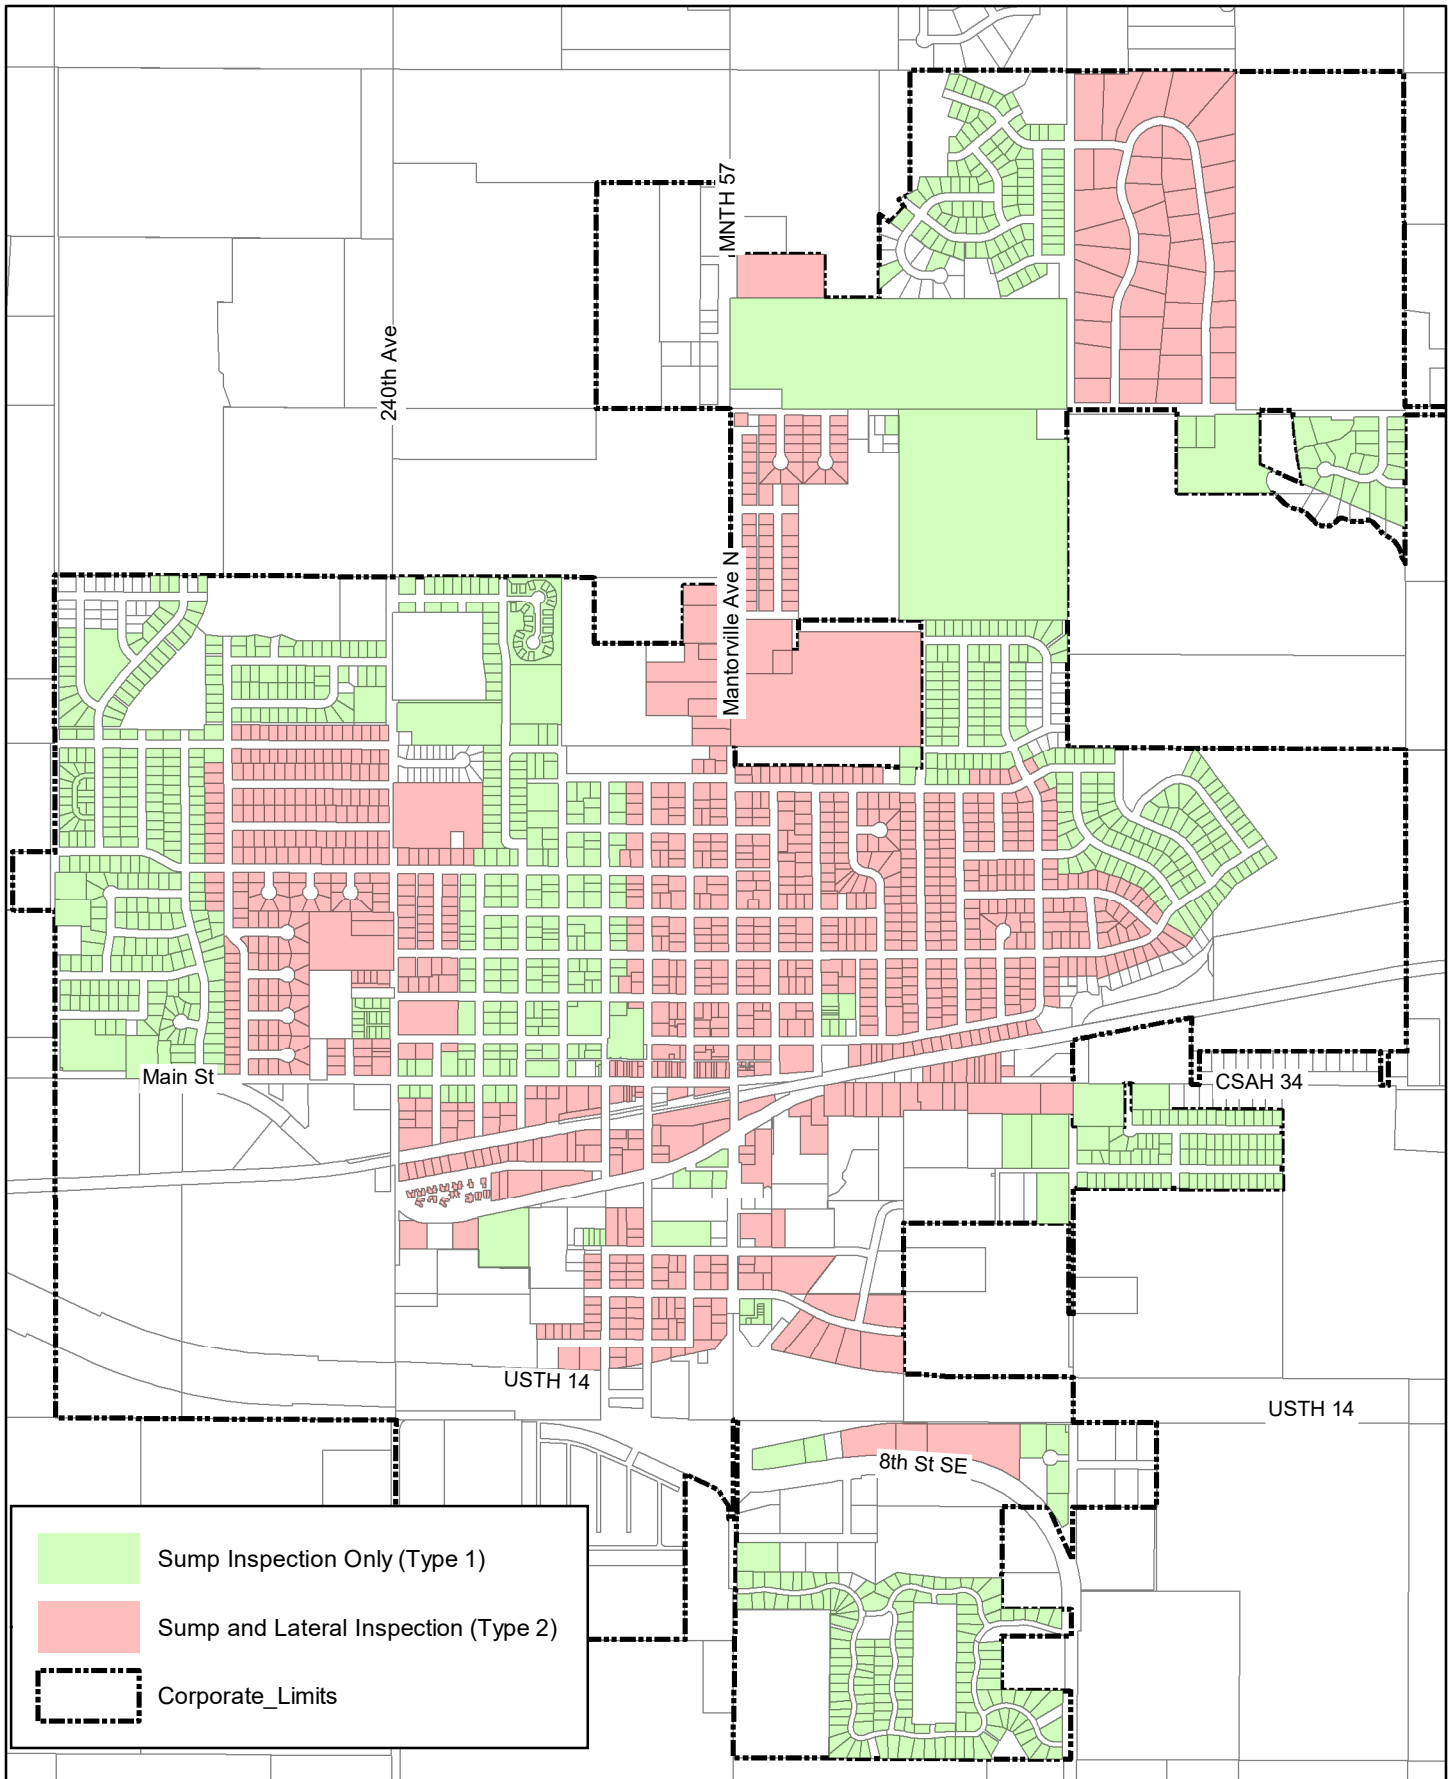 MNTH 57
240th Ave
Mantorville Ave N
Main St
CSAH 34
USTH 14
USTH 14
8th St SE
Sump Inspection Only (Type 1)
Sump and Lateral Inspection (Type 2)
Corporate_Limits